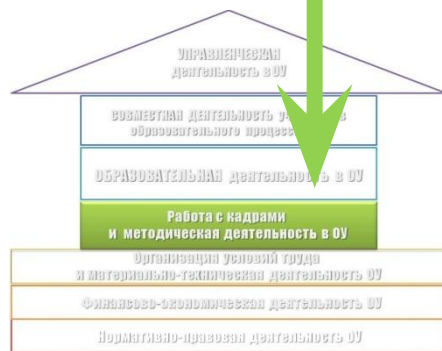 УПРАВЛЕНЧЕСКАЯ
деятельность в ОУ
СОВМЕСТНАЯ ДЕЯТЕЛЬНОСТЬ
образовательного
ОБРАЗОВАТЕЛЬНАЯ деятельность в ОУ
Работа с кадрами
и методическая деятельность в ОУ
Организация условий труда
и материально-техническая деятельность ОУ
Финансово-экономическая деятельность ОУ
Нормативно-правовая деятельность ОУ